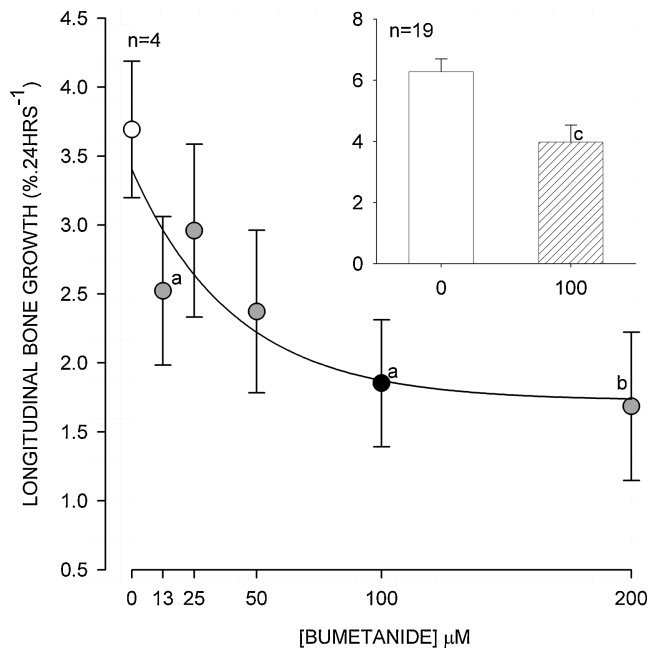 4.5
n=4
4.0
3.5
3.0
2.5
2.0
1.5
1.0
0.5
LONGITUDINAL BONE GROWTH (%.24HRS⁻¹)
a
a
b
0 13 25 50 100 200
[BUMETANIDE] µM
8
n=19
6
4
2
0
c
0 100